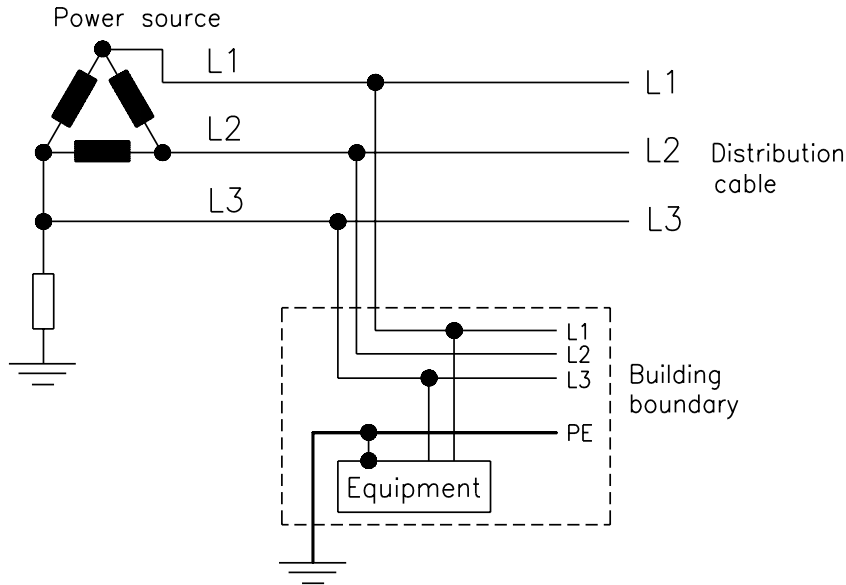 Power source
L1
L1
L2
L2
Distribution
cable
L3
L3
L1
L2
L3
Building
boundary
PE
Equipment